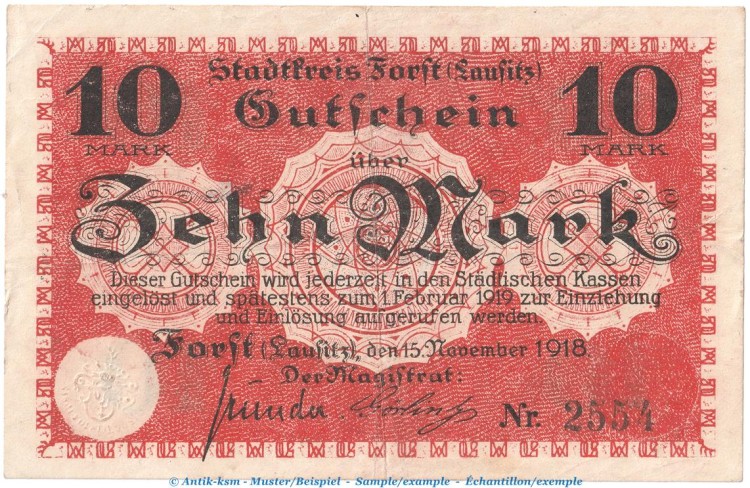 10 Stadtkreis Forst (Lausitz) 10
MARK Gutschein MARK
über
Zehn Mark
Dieser Gutschein wird jederzeit in den Städtischen Kassen
eingelöst und spätestens zum 1. Februar 1919 zur Einziehung
und Einlösung aufgerufen werden.
Forst (Lausitz), den 15. November 1918.
Der Magistrat:
Nr. 2554
© Antik-ksm - Muster/Beispiel - Sample/example - Échantillon/exemple